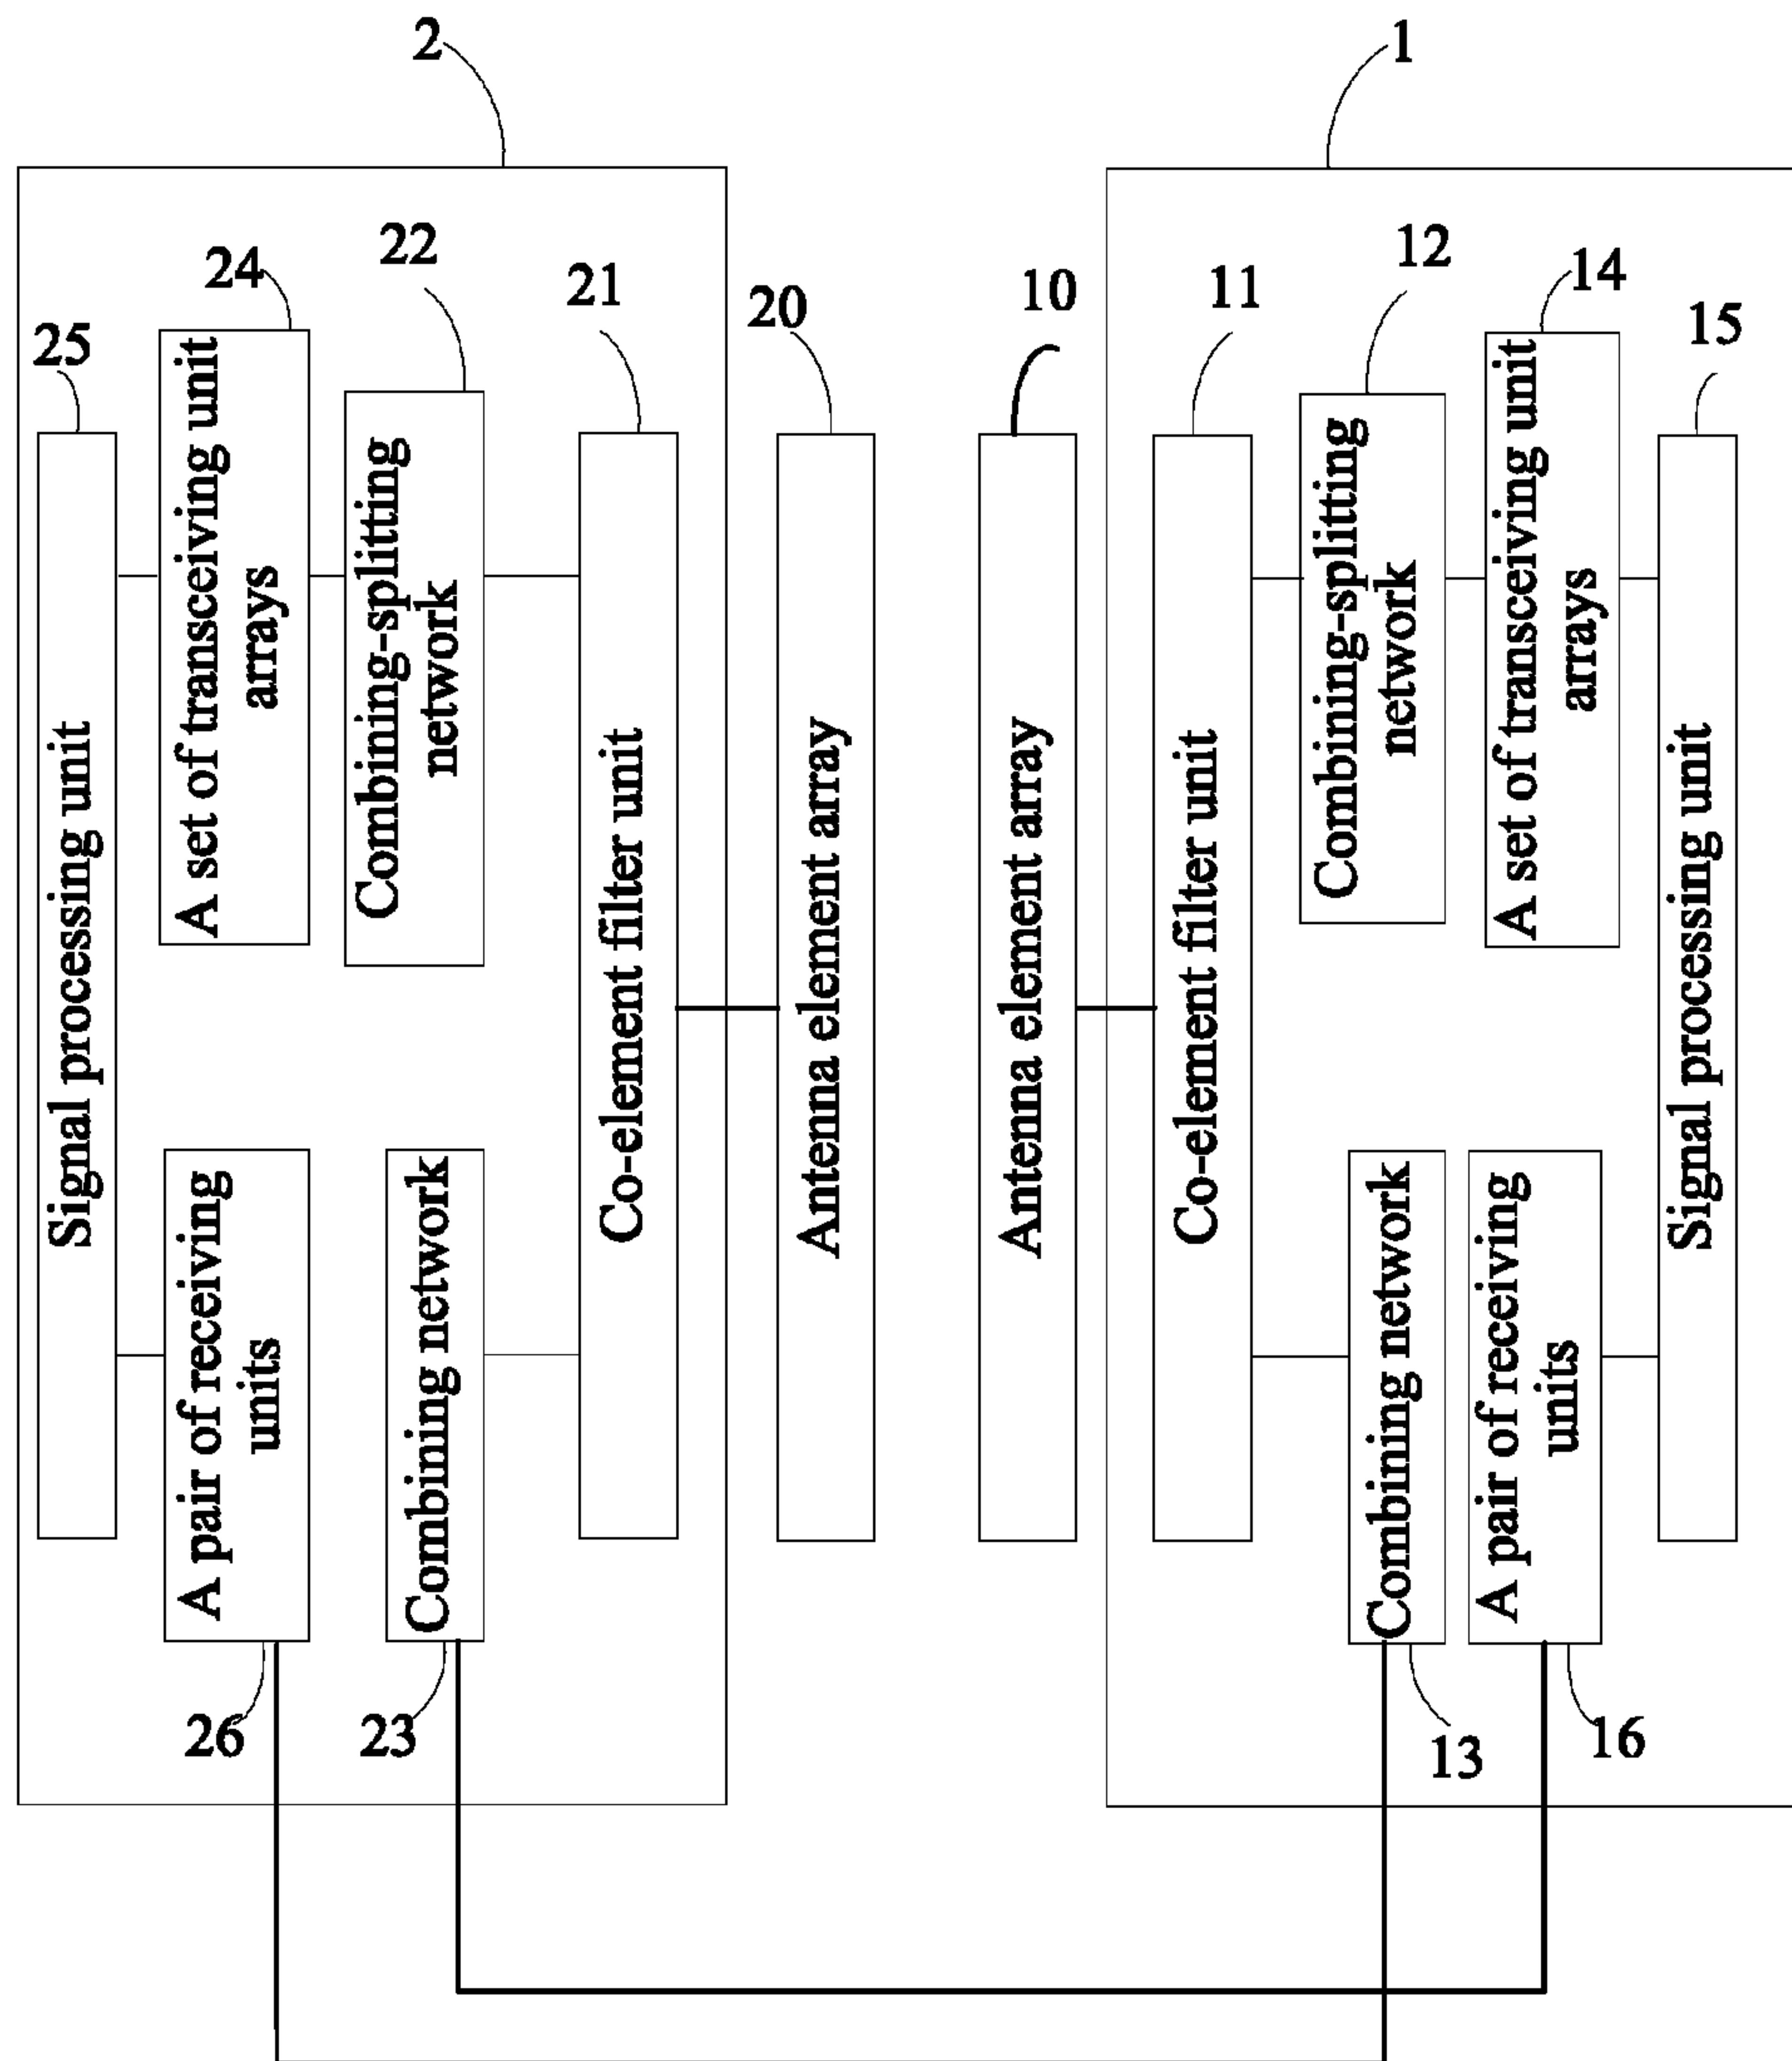 2
1
24
22
21
20
10
11
12
14
15
25
Signal processing unit
A set of transceiving unit
arrays
Combining-splitting
network
Co-element filter unit
Antenna element array
Antenna element array
Co-element filter unit
Combining-splitting
network
A set of transceiving unit
arrays
Signal processing unit
A pair of receiving
units
Combining network
Combining network
A pair of receiving
units
26
23
13
16